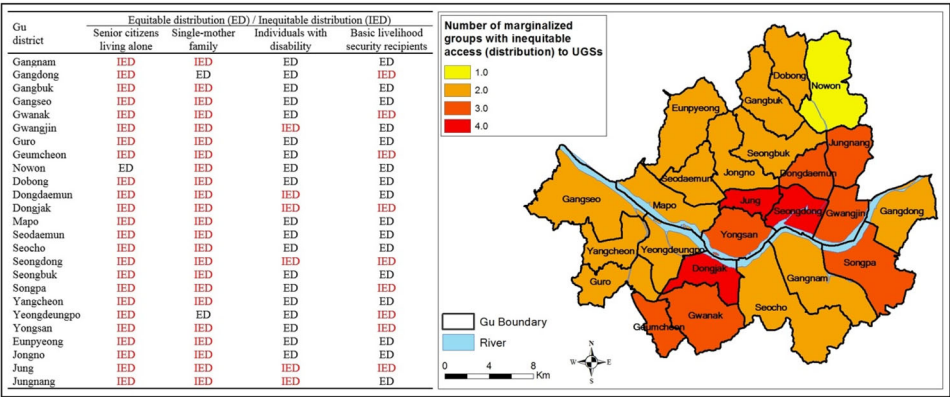 Gu district
Equitable distribution (ED) / Inequitable distribution (IED)
Senior citizens living alone
Single-mother family
Individuals with disability
Basic livelihood security recipients
Gangnam IED IED ED ED
Gangdong IED ED ED IED
Gangbuk IED IED ED ED
Gangseo IED IED ED ED
Gwanak IED IED ED IED
Gwangjin IED IED IED ED
Guro IED IED ED ED
Geumcheon IED IED ED IED
Nowon ED IED ED ED
Dobong IED IED ED ED
Dongdaemun IED IED IED ED
Dongjak IED IED IED IED
Mapo IED IED ED ED
Seodaemun IED IED ED ED
Seocho IED IED ED ED
Seongdong IED IED IED IED
Seongbuk IED IED ED ED
Songpa IED IED ED IED
Yangcheon IED IED ED ED
Yeongdeungpo IED ED ED IED
Yongsan IED IED ED IED
Eunpyeong IED IED ED ED
Jongno IED IED ED ED
Jung IED IED IED IED
Jungnang IED IED IED ED
Number of marginalized
groups with inequitable
access (distribution) to UGSs
1.0
2.0
3.0
4.0
Dobong
Nowon
Gangbuk
Eunpyeong
Jungnang
Seongbuk
Dongdaemun
Seodaemun
Jongno
Gangseo
Mapo
Jung
Seongdong
Gwangjin
Gangdong
Yongsan
Yangcheon
Yeongdeungpo
Songpa
Dongjak
Gangnam
Guro
Seocho
Gwanak
Geumcheon
Gu Boundary
River
0 2 4 8
Km
N
W E
S